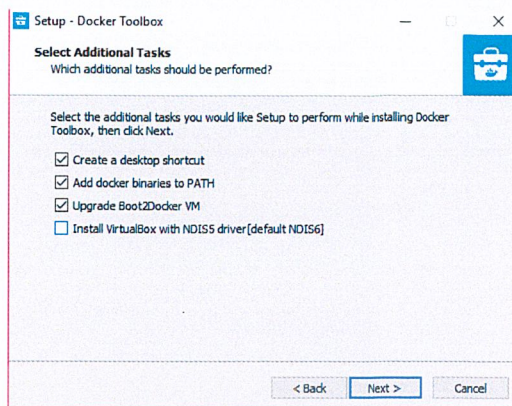 Setup - Docker Toolbox
Select Additional Tasks
Which additional tasks should be performed?
Select the additional tasks you would like Setup to perform while installing Docker
Toolbox, then click Next.
Create a desktop shortcut
Add docker binaries to PATH
Upgrade Boot2Docker VM
Install VirtualBox with NDIS5 driver[default NDIS6]
< Back
Next >
Cancel